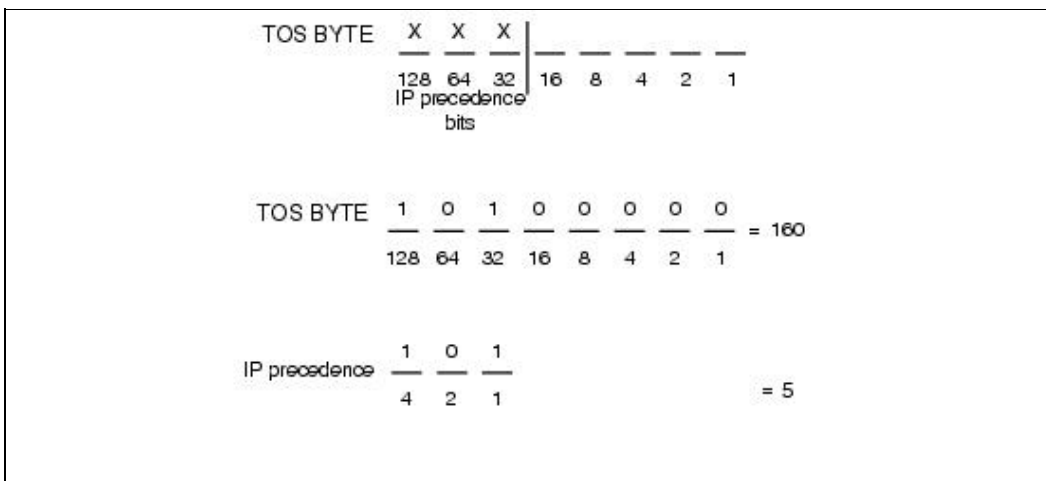 TOS BYTE X X X
128 64 32 16 8 4 2 1
IP precedence
bits
TOS BYTE 1 0 1 0 0 0 0 0 = 160
128 64 32 16 8 4 2 1
IP precedence 1 0 1
4 2 1 = 5